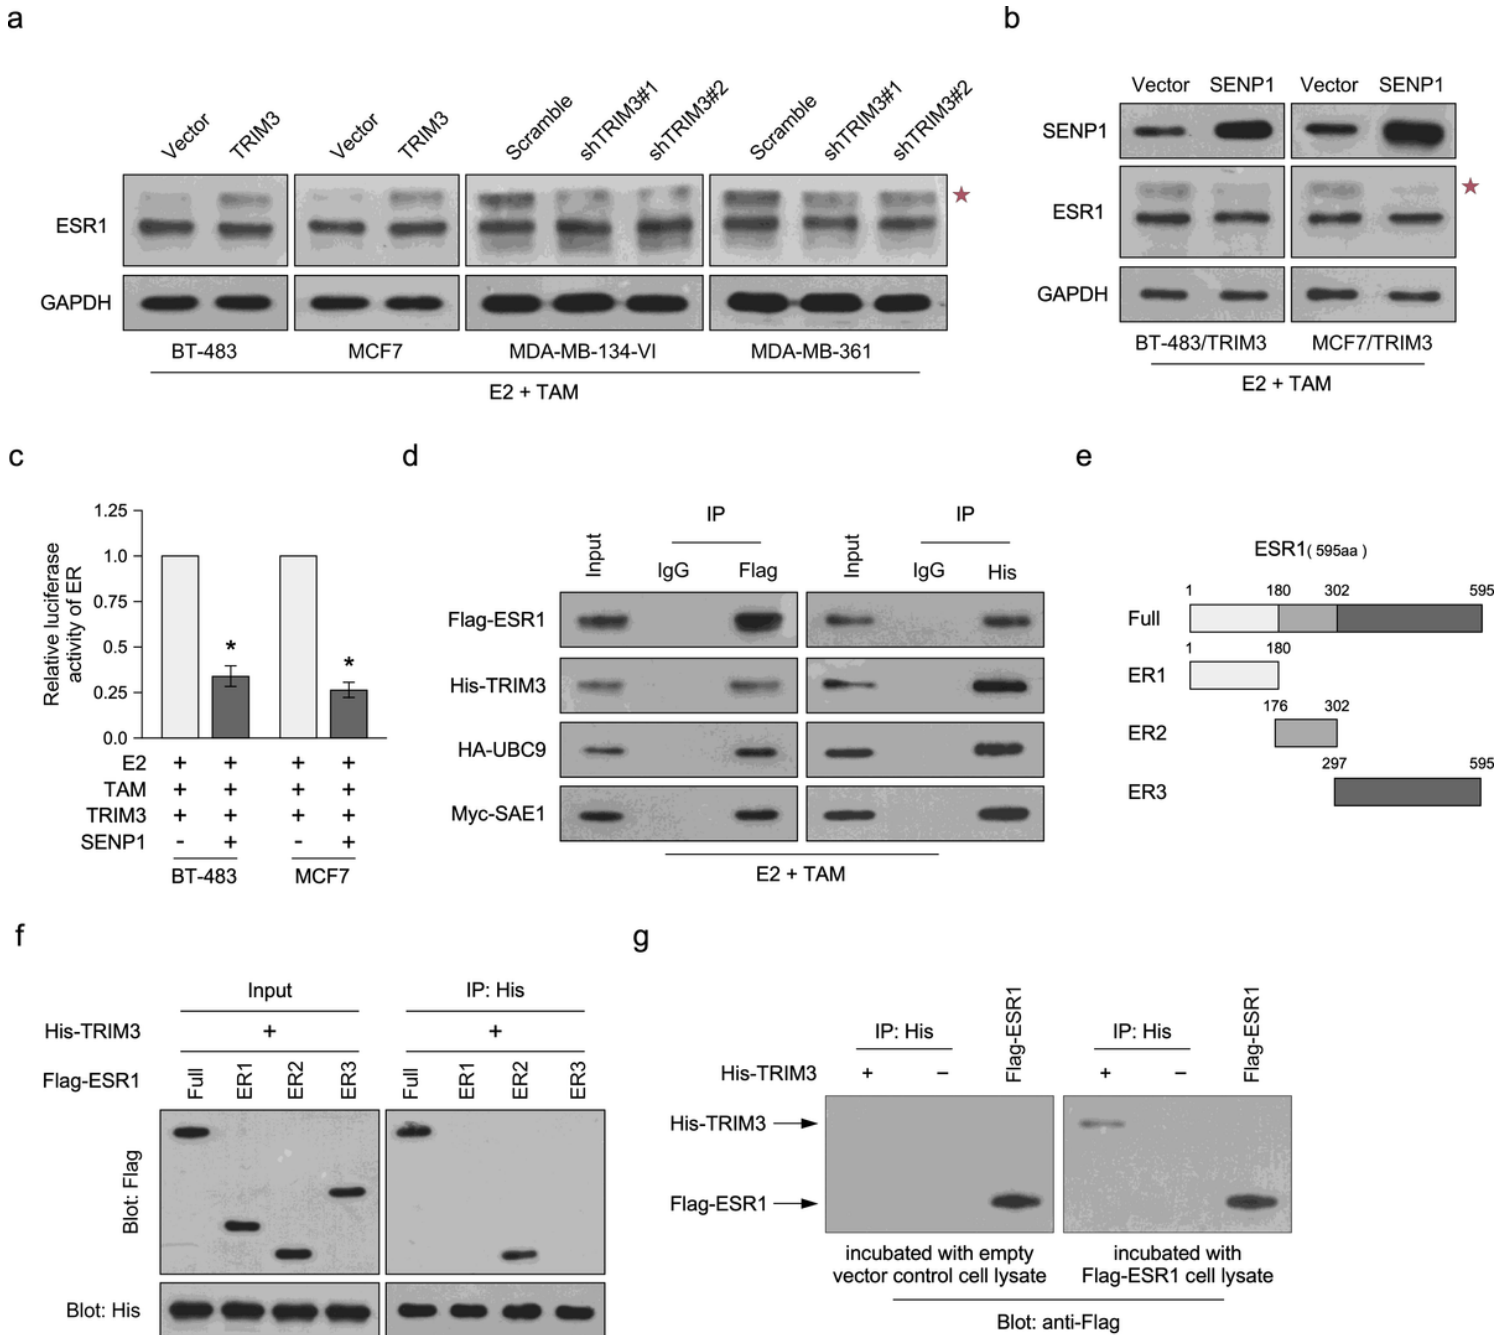 a
Vector
TRIM3
Vector
TRIM3
Scramble
shTRIM3#1
shTRIM3#2
Scramble
shTRIM3#1
shTRIM3#2
ESR1
GAPDH
BT-483
MCF7
MDA-MB-134-VI
MDA-MB-361
E2 + TAM
b
Vector SENP1 Vector SENP1
SENP1
ESR1
GAPDH
BT-483/TRIM3 MCF7/TRIM3
E2 + TAM
c
Relative luciferase
activity of ER
1.25
1.0
0.75
0.5
0.25
0.0
* *
E2 + + + +
TAM + + + +
TRIM3 + + + +
SENP1 - + - +
BT-483 MCF7
d
IP IP
Input IgG Flag Input IgG His
Flag-ESR1
His-TRIM3
HA-UBC9
Myc-SAE1
E2 + TAM
e
ESR1( 595aa )
1 180 302 595
Full
1 180
ER1
176 302
ER2
297 595
ER3
f
Input IP: His
His-TRIM3 + +
Flag-ESR1 Full ER1 ER2 ER3 Full ER1 ER2 ER3
Blot: Flag
Blot: His
g
IP: His Flag-ESR1 IP: His Flag-ESR1
His-TRIM3 + – + –
His-TRIM3
Flag-ESR1
incubated with empty
vector control cell lysate
incubated with
Flag-ESR1 cell lysate
Blot: anti-Flag